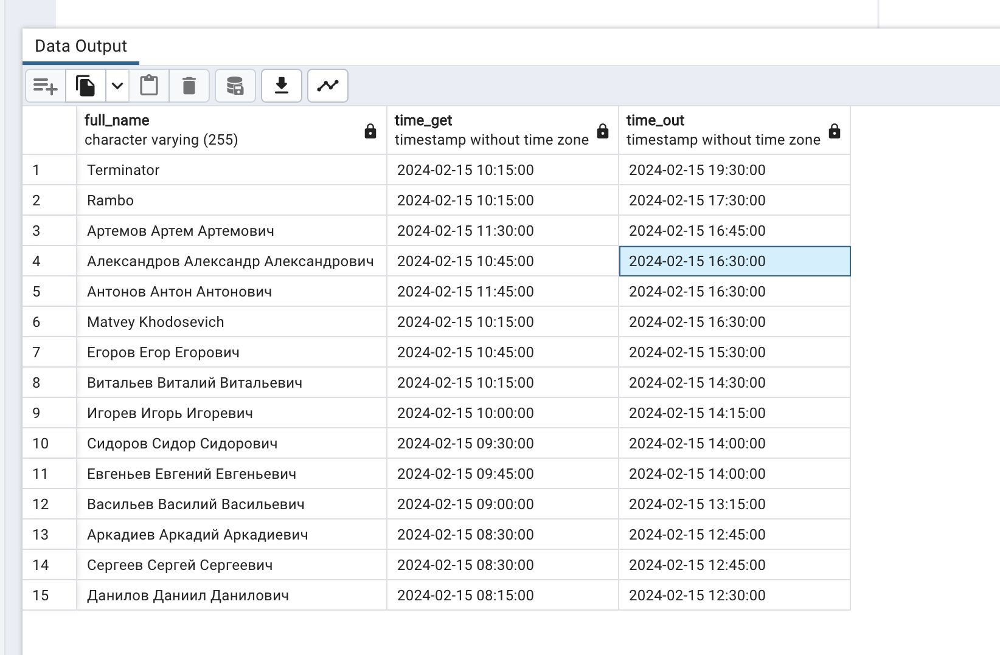 Data Output
full_name time_get time_out
character varying (255) timestamp without time zone timestamp without time zone
1 Terminator 2024-02-15 10:15:00 2024-02-15 19:30:00
2 Rambo 2024-02-15 10:15:00 2024-02-15 17:30:00
3 Артемов Артем Артемович 2024-02-15 11:30:00 2024-02-15 16:45:00
4 Александров Александр Александрович 2024-02-15 10:45:00 2024-02-15 16:30:00
5 Антонов Антон Антонович 2024-02-15 11:45:00 2024-02-15 16:30:00
6 Matvey Khodosevich 2024-02-15 10:15:00 2024-02-15 16:30:00
7 Егоров Егор Егорович 2024-02-15 10:45:00 2024-02-15 15:30:00
8 Витальев Виталий Витальевич 2024-02-15 10:15:00 2024-02-15 14:30:00
9 Игорев Игорь Игоревич 2024-02-15 10:00:00 2024-02-15 14:15:00
10 Сидоров Сидор Сидорович 2024-02-15 09:30:00 2024-02-15 14:00:00
11 Евгеньев Евгений Евгеньевич 2024-02-15 09:45:00 2024-02-15 14:00:00
12 Васильев Василий Васильевич 2024-02-15 09:00:00 2024-02-15 13:15:00
13 Аркадиев Аркадий Аркадиевич 2024-02-15 08:30:00 2024-02-15 12:45:00
14 Сергеев Сергей Сергеевич 2024-02-15 08:30:00 2024-02-15 12:45:00
15 Данилов Даниил Данилович 2024-02-15 08:15:00 2024-02-15 12:30:00